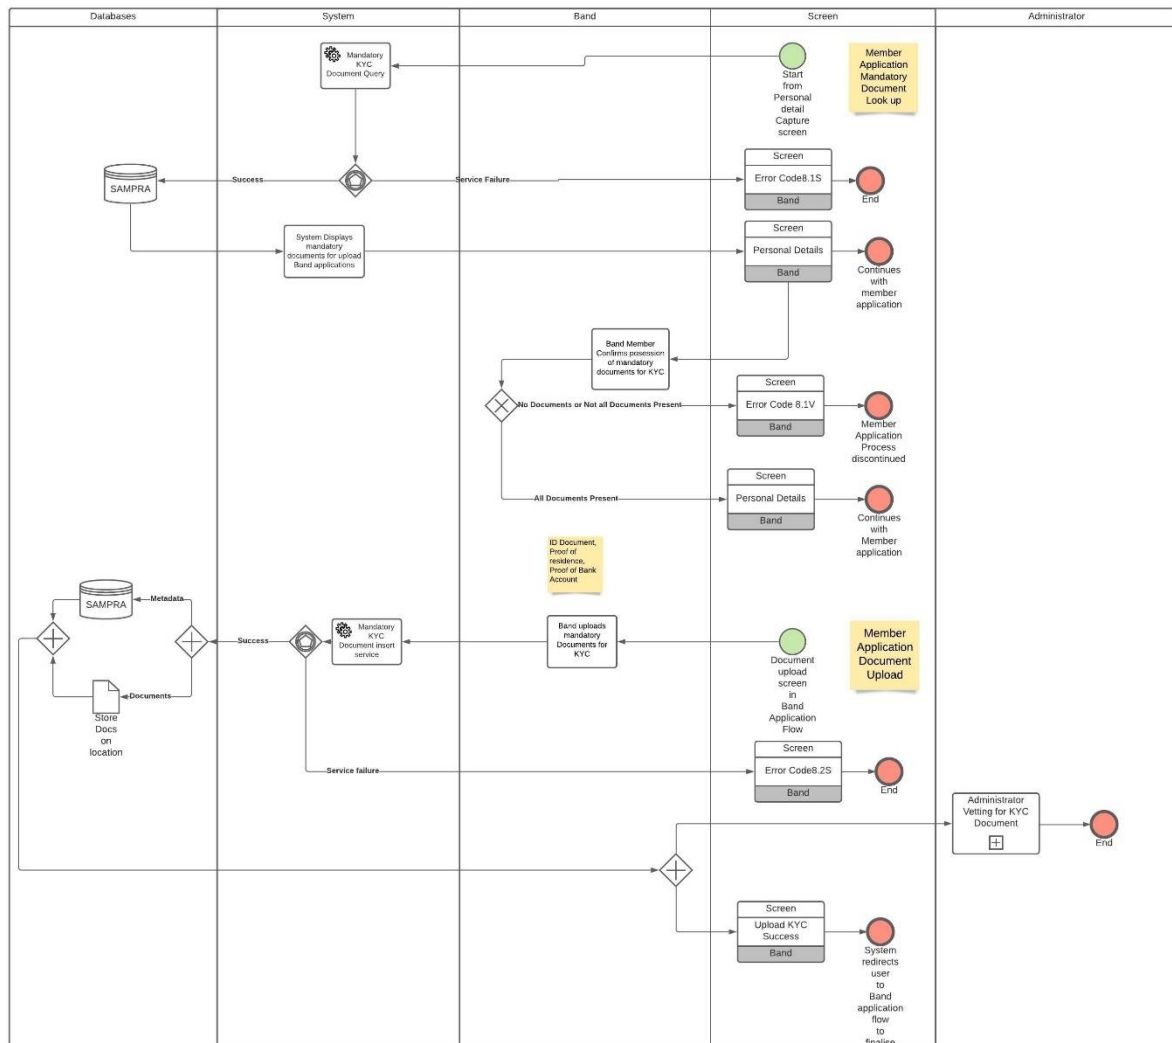 Databases
System
Band
Screen
Administrator
Mandatory
KYC
Document Query
Start
from
Personal
detail
Capture
screen
Member
Application
Mandatory
Document
Look up
SAMPRA
Success
Service Failure
Screen
Error Code8.1S
Band
End
System Displays
mandatory
documents for upload
Band applications
Screen
Personal Details
Band
Continues
with
member
application
Band Member
Confirms posession
of mandatory
documents for KYC
No Documents or Not all Documents Present
Screen
Error Code 8.1V
Band
Member
Application
Process
discontinued
All Documents Present
Screen
Personal Details
Band
Continues
with
Member
application
ID Document,
Proof of
residence,
Proof of Bank
Account
SAMPRA
Metadata
Documents
Store
Docs
on
location
Success
Mandatory
KYC
Document insert
service
Band uploads
mandatory
Documents for
KYC
Document
upload
screen
in
Band
Application
Flow
Member
Application
Document
Upload
Service failure
Screen
Error Code8.2S
Band
End
Administrator
Vetting for KYC
Document
End
Screen
Upload KYC
Success
Band
System
redirects
user
to
Band
application
flow
to
finalise